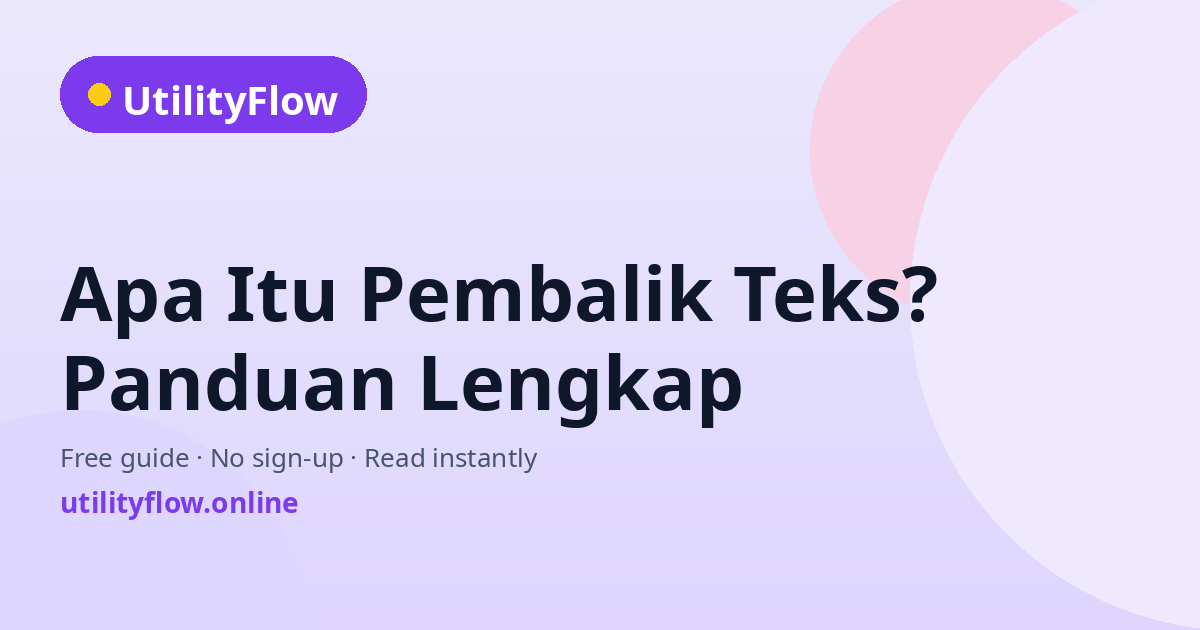 UtilityFlow
Apa Itu Pembalik Teks?
Panduan Lengkap
Free guide · No sign-up · Read instantly
utilityflow.online